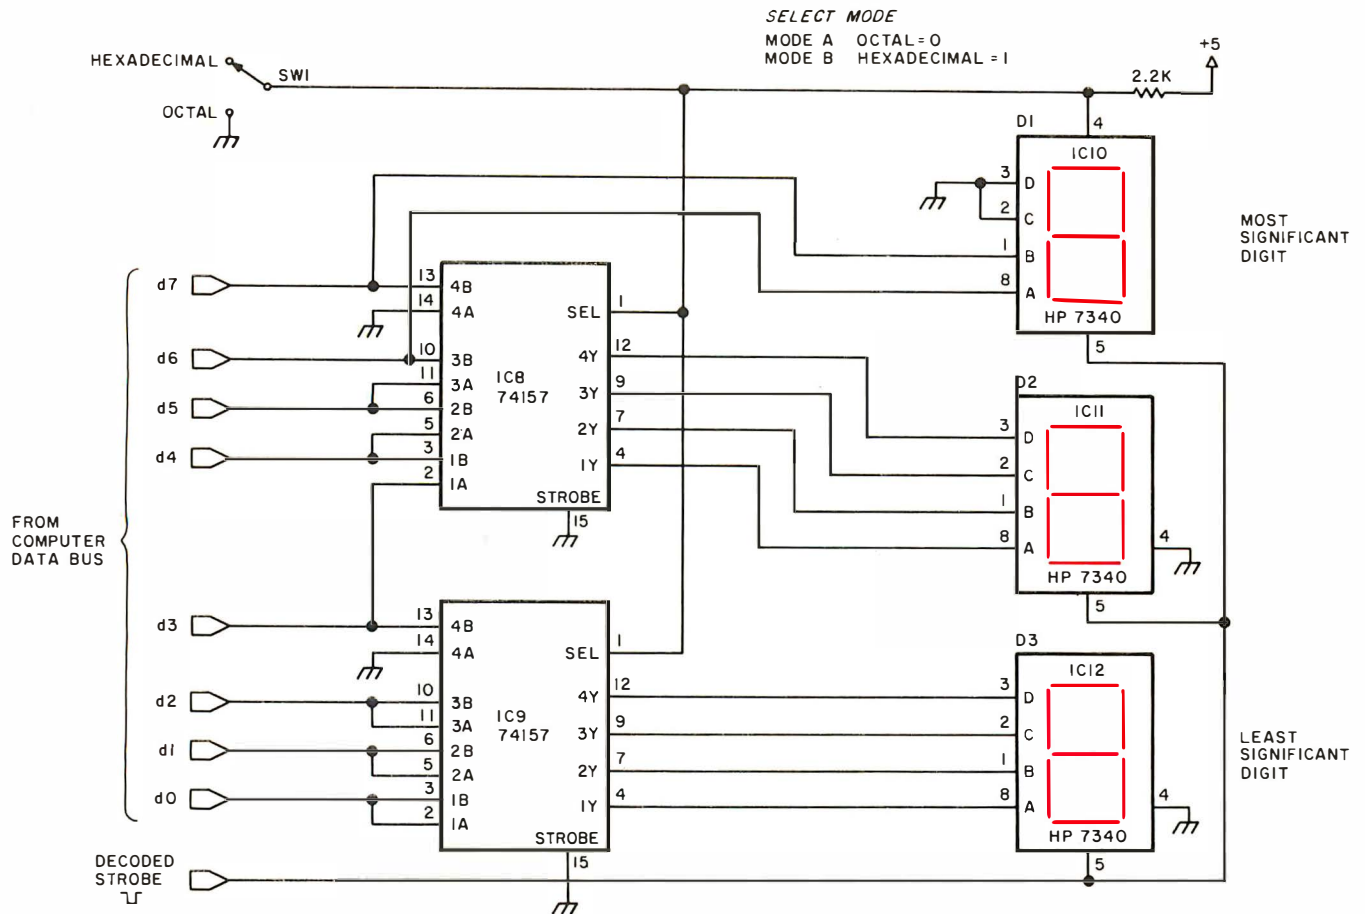 SELECT MODE
MODE A OCTAL=0
MODE B HEXADECIMAL=1
HEXADECIMAL
SW1
OCTAL
+5
2.2K
D1
4
IC10
3 D
2 C
1 B
8 A
HP 7340
5
MOST
SIGNIFICANT
DIGIT
FROM
COMPUTER
DATA BUS
d7
d6
d5
d4
d3
d2
d1
d0
DECODED
STROBE
13 4B
14 4A
10 3B
11 3A
6 2B
5 2A
3 1B
2 1A
IC8
74157
SEL 1
4Y 12
3Y 9
2Y 7
1Y 4
STROBE
15
D2
IC11
3 D
2 C
1 B
8 A
4
HP 7340
5
13 4B
14 4A
10 3B
11 3A
6 2B
5 2A
3 1B
2 1A
IC9
74157
SEL 1
4Y 12
3Y 9
2Y 7
1Y 4
STROBE
15
D3
IC12
3 D
2 C
1 B
8 A
4
HP 7340
5
LEAST
SIGNIFICANT
DIGIT